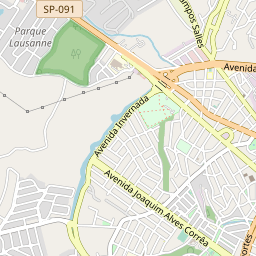 SP-091
Parque
Lausanne
Campos Salles
Avenida
Avenida Invernada
Avenida Joaquim Alves Corrêa